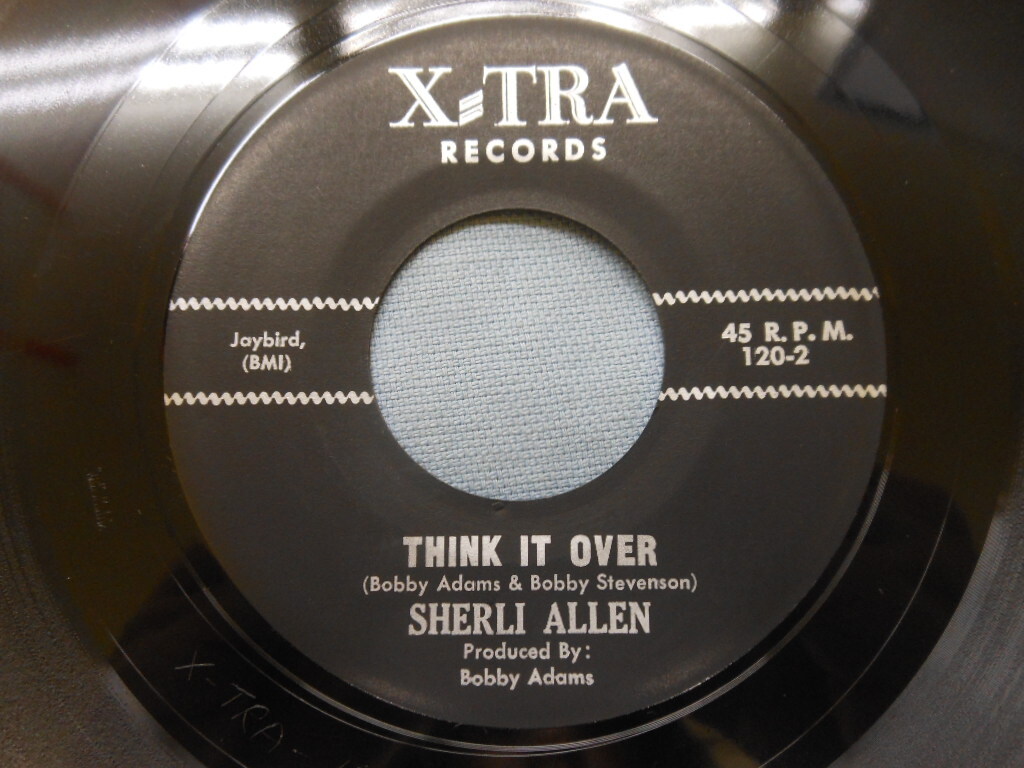 X-TRA
RECORDS
Jaybird,
(BMI)
45 R.P.M.
120-2
THINK IT OVER
(Bobby Adams & Bobby Stevenson)
SHERLI ALLEN
Produced By:
Bobby Adams
X-TRA-